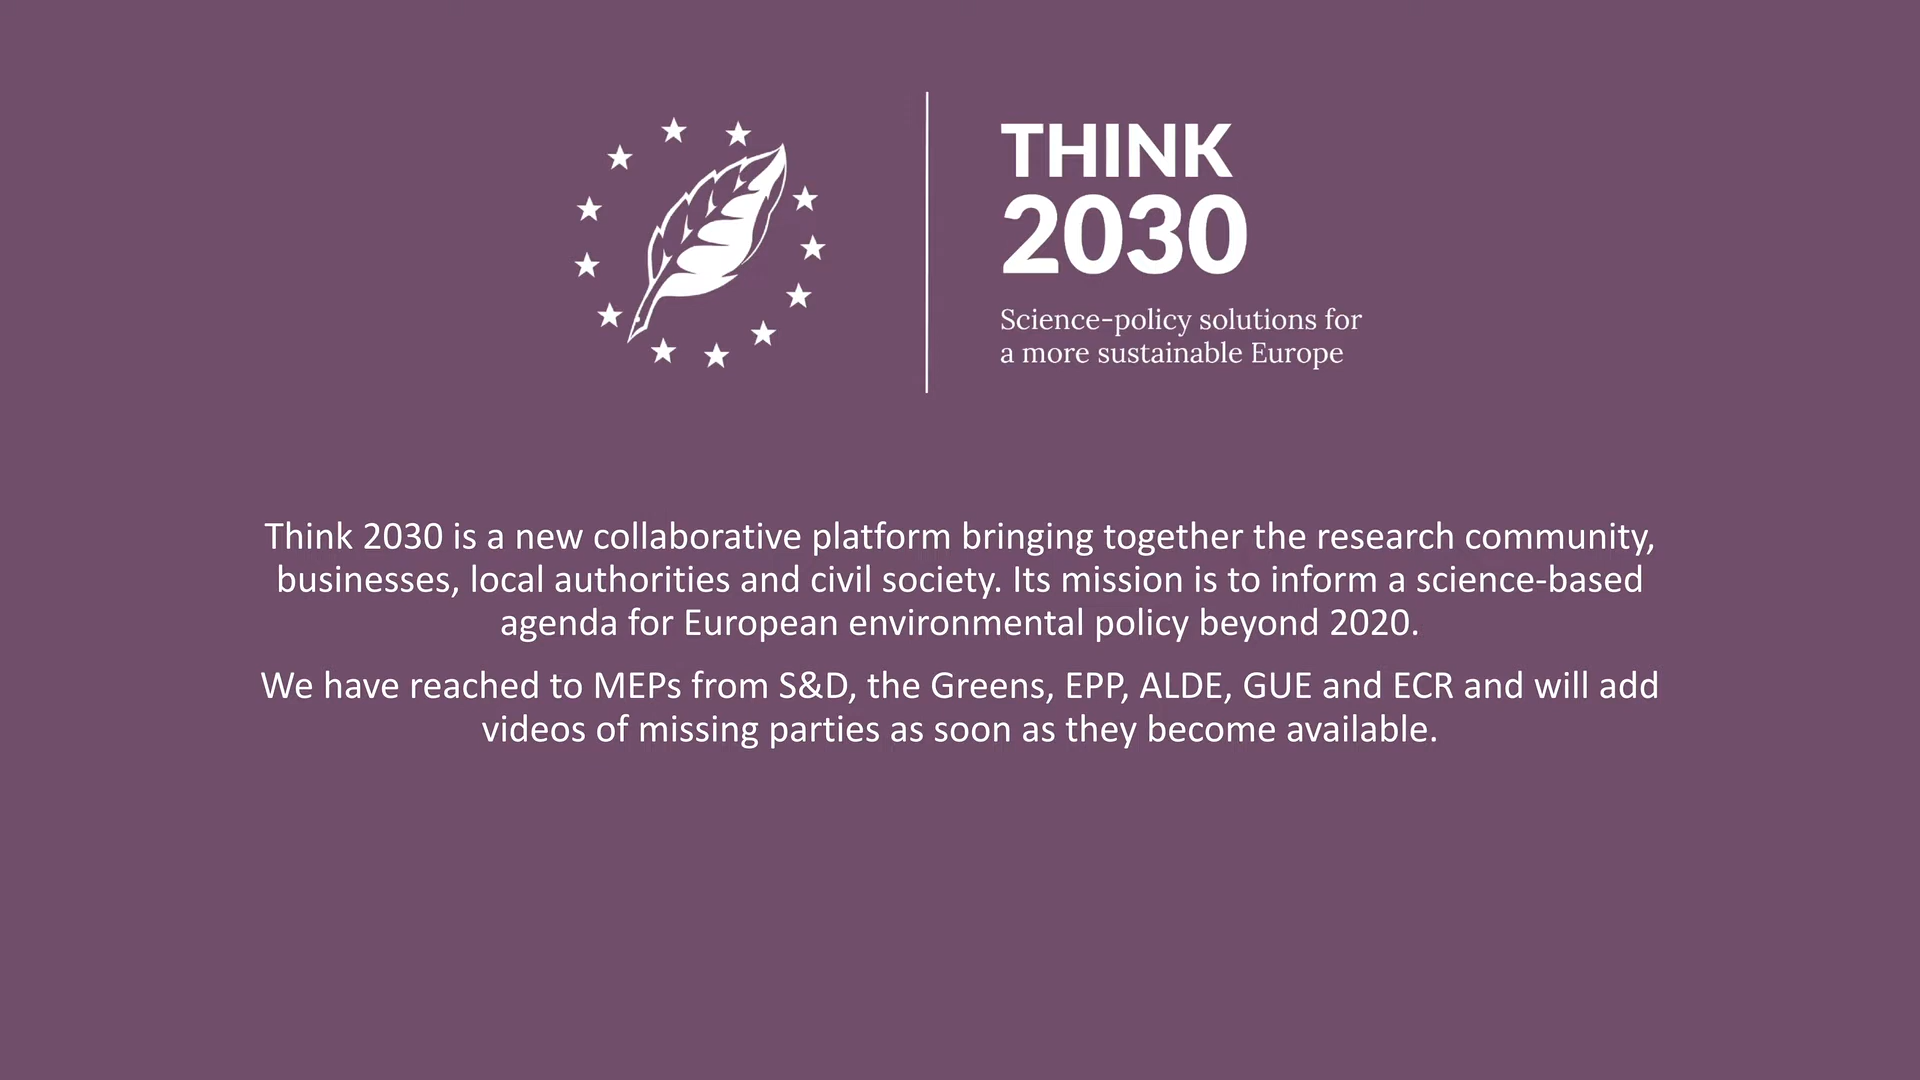 THINK
2030
Science-policy solutions for
a more sustainable Europe
Think 2030 is a new collaborative platform bringing together the research community,
businesses, local authorities and civil society. Its mission is to inform a science-based
agenda for European environmental policy beyond 2020.
We have reached to MEPs from S&D, the Greens, EPP, ALDE, GUE and ECR and will add
videos of missing parties as soon as they become available.